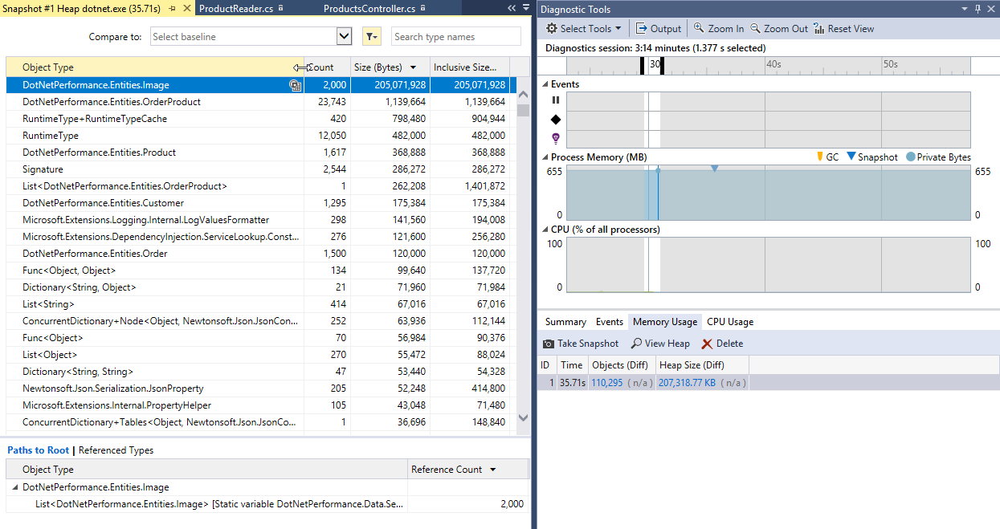 Snapshot #1 Heap dotnet.exe (35.71s)
ProductReader.cs
ProductsController.cs
Compare to:
Select baseline
Search type names
Object Type Count Size (Bytes) Inclusive Size...
DotNetPerformance.Entities.Image 2,000 205,071,928 205,071,928
DotNetPerformance.Entities.OrderProduct 23,743 1,139,664 1,139,664
RuntimeType+RuntimeTypeCache 420 798,480 904,944
RuntimeType 12,050 482,000 482,000
DotNetPerformance.Entities.Product 1,617 368,888 368,888
Signature 2,544 286,272 286,272
List<DotNetPerformance.Entities.OrderProduct> 1 262,208 1,401,872
DotNetPerformance.Entities.Customer 1,295 175,384 175,384
Microsoft.Extensions.Logging.Internal.LogValuesFormatter 298 141,560 194,008
Microsoft.Extensions.DependencyInjection.ServiceLookup.Const... 276 121,600 256,280
DotNetPerformance.Entities.Order 1,500 120,000 120,000
Func<Object, Object> 134 99,640 137,720
Dictionary<String, Object> 21 71,960 71,984
List<String> 414 67,016 67,016
ConcurrentDictionary+Node<Object, Newtonsoft.Json.JsonCon... 252 63,936 112,144
Func<Object> 70 56,984 90,376
List<Object> 270 55,472 88,024
Dictionary<String, String> 47 53,440 54,328
Newtonsoft.Json.Serialization.JsonProperty 205 52,248 414,800
Microsoft.Extensions.Internal.PropertyHelper 105 43,048 71,480
ConcurrentDictionary+Tables<Object, Newtonsoft.Json.JsonCo... 1 36,696 148,840
Paths to Root | Referenced Types
Object Type Reference Count
DotNetPerformance.Entities.Image
List<DotNetPerformance.Entities.Image> [Static variable DotNetPerformance.Data.Se... 2,000
Diagnostic Tools
Select Tools Output Zoom In Zoom Out Reset View
Diagnostics session: 3:14 minutes (1.377 s selected)
30 40s 50s
Events
Process Memory (MB) GC Snapshot Private Bytes
655 655
0 0
CPU (% of all processors)
100 100
0 0
Summary Events Memory Usage CPU Usage
Take Snapshot View Heap Delete
ID Time Objects (Diff) Heap Size (Diff)
1 35.71s 110,295 (n/a) 207,318.77 KB (n/a)